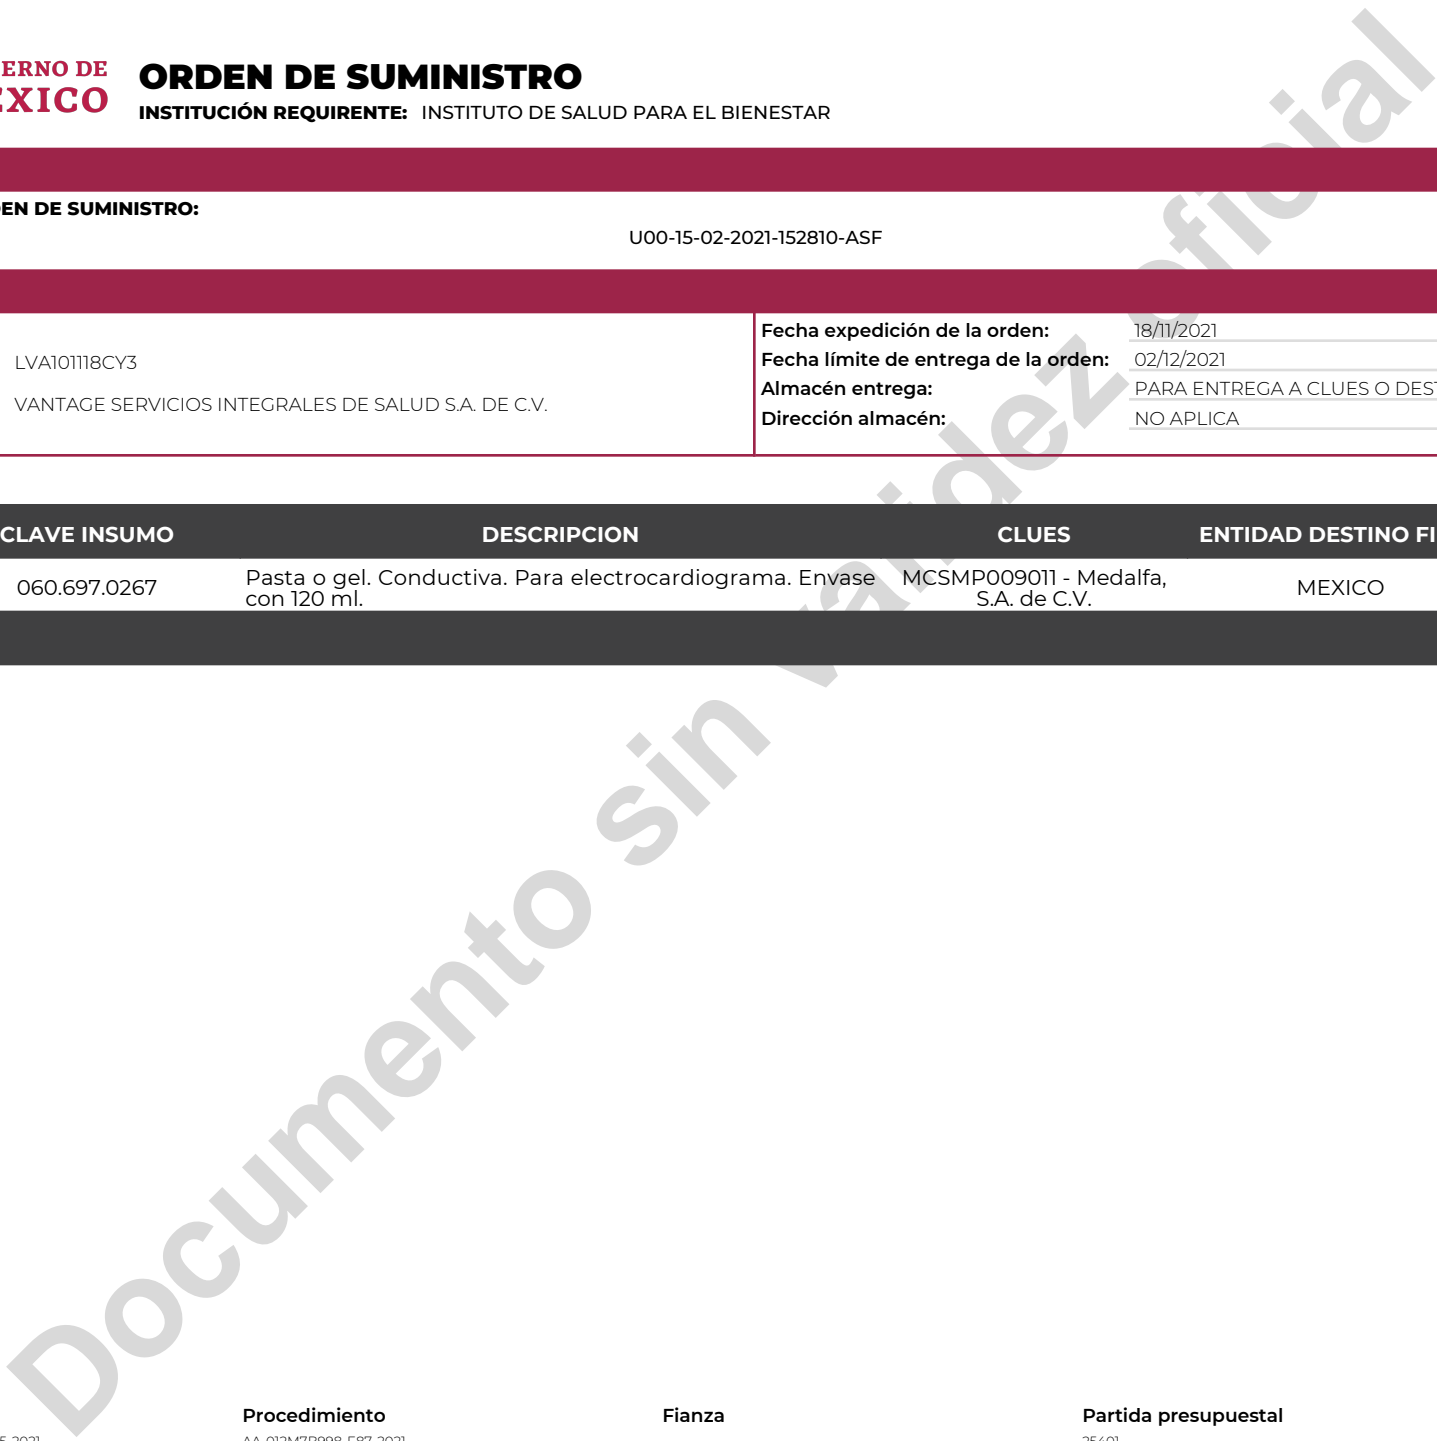 ERNO DE
EXICO
ORDEN DE SUMINISTRO
INSTITUCIÓN REQUIRENTE: INSTITUTO DE SALUD PARA EL BIENESTAR
EN DE SUMINISTRO:
U00-15-02-2021-152810-ASF
LVA101118CY3
VANTAGE SERVICIOS INTEGRALES DE SALUD S.A. DE C.V.
Fecha expedición de la orden: 18/11/2021
Fecha límite de entrega de la orden: 02/12/2021
Almacén entrega: PARA ENTREGA A CLUES O DEST
Dirección almacén: NO APLICA
CLAVE INSUMO DESCRIPCION CLUES ENTIDAD DESTINO FI
060.697.0267 Pasta o gel. Conductiva. Para electrocardiograma. Envase con 120 ml. MCSMP009011 - Medalfa, S.A. de C.V. MEXICO
Documento sin validez oficial
Procedimiento Fianza Partida presupuestal